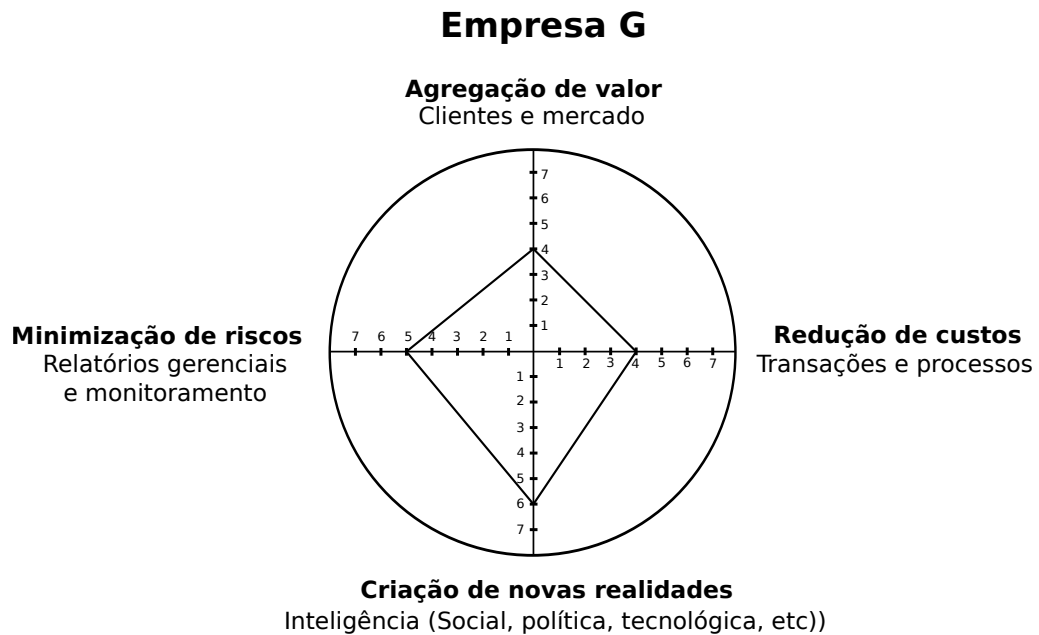 Empresa G
Agregação de valor
Clientes e mercado
7
6
5
4
3
2
1
Minimização de riscos
Relatórios gerenciais
e monitoramento
7 6 5 4 3 2 1
1 2 3 4 5 6 7
Redução de custos
Transações e processos
1
2
3
4
5
6
7
Criação de novas realidades
Inteligência (Social, política, tecnológica, etc))